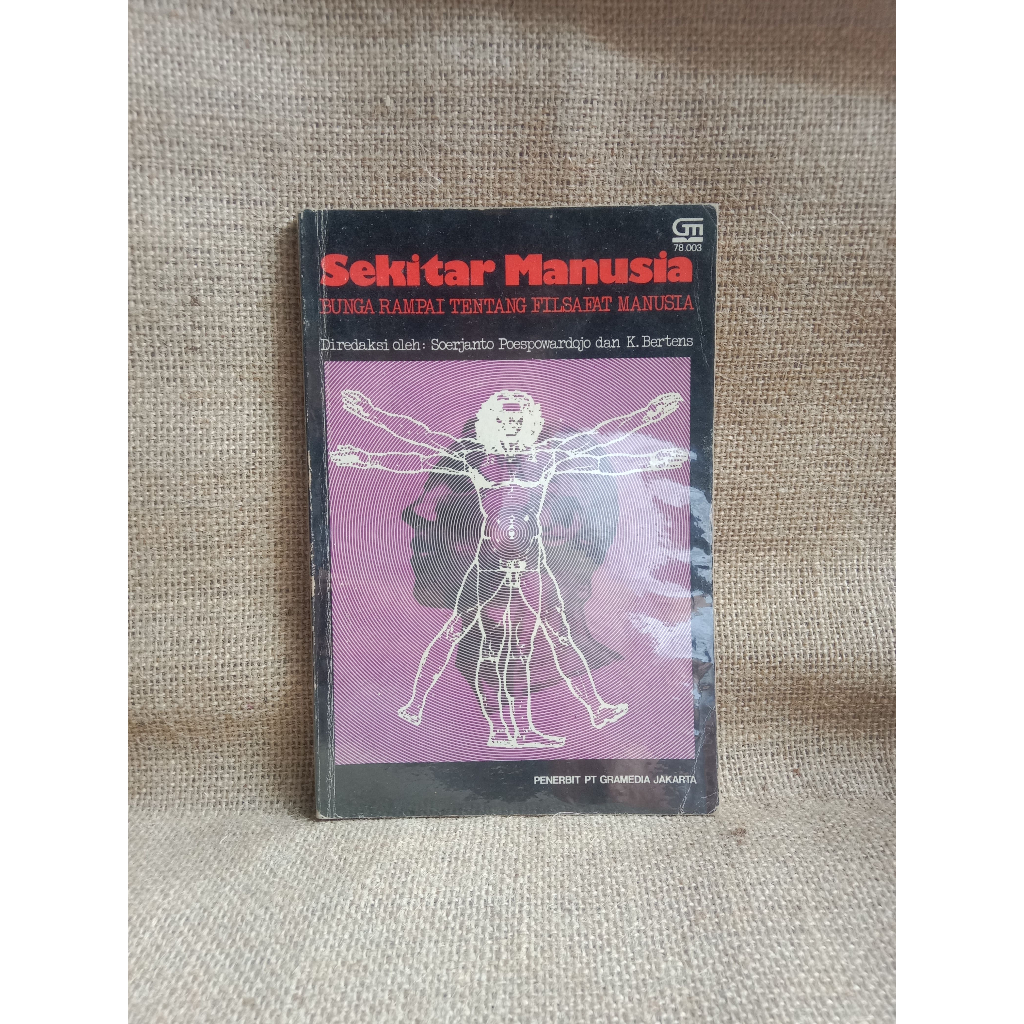 GM
78.003
Sekitar Manusia
BUNGA RAMPAI TENTANG FILSAFAT MANUSIA
Diredaksi oleh: Soerjanto Poespowardojo dan K. Bertens
PENERBIT PT GRAMEDIA JAKARTA